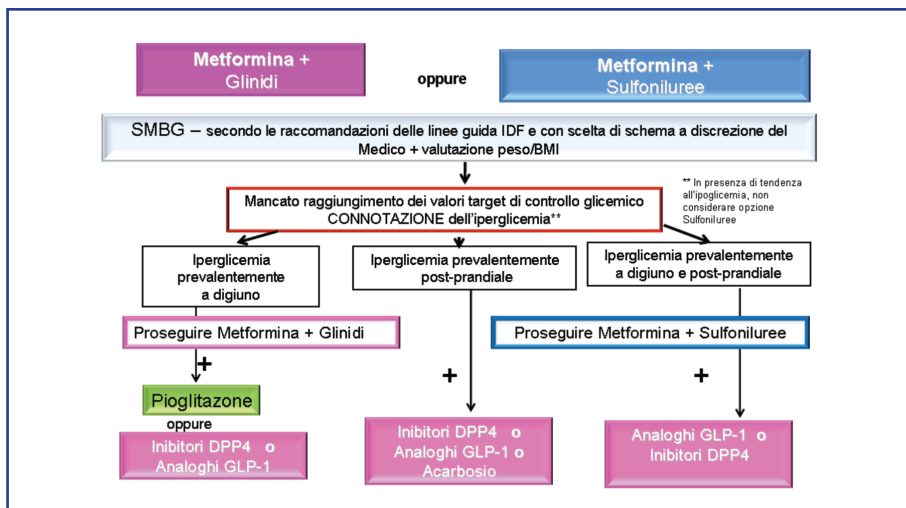 Metformina +
Glinidi
oppure
Metformina +
Sulfoniluree
SMBG – secondo le raccomandazioni delle linee guida IDF e con scelta di schema a discrezione del
Medico + valutazione peso/BMI
** In presenza di tendenza
all'ipoglicemia, non
considerare opzione
Sulfoniluree
Mancato raggiungimento dei valori target di controllo glicemico
CONNOTAZIONE dell'iperglicemia**
Iperglicemia
prevalentemente
a digiuno
Iperglicemia prevalentemente
post-prandiale
Iperglicemia prevalentemente
a digiuno e post-prandiale
Proseguire Metformina + Glinidi
Proseguire Metformina + Sulfoniluree
+
+
+
Pioglitazone
oppure
Inibitori DPP4 o
Analoghi GLP-1
Inibitori DPP4 o
Analoghi GLP-1 o
Acarbosio
Analoghi GLP-1 o
Inibitori DPP4